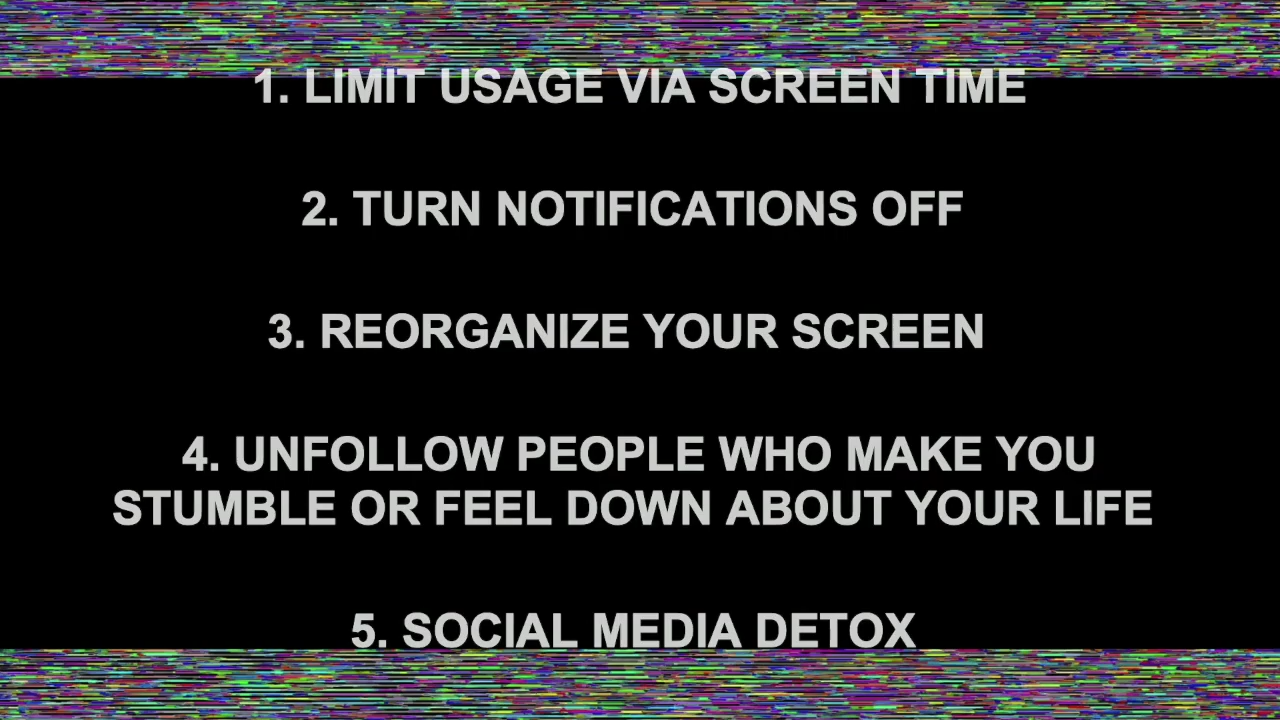 1. LIMIT USAGE VIA SCREEN TIME
2. TURN NOTIFICATIONS OFF
3. REORGANIZE YOUR SCREEN
4. UNFOLLOW PEOPLE WHO MAKE YOU
STUMBLE OR FEEL DOWN ABOUT YOUR LIFE
5. SOCIAL MEDIA DETOX